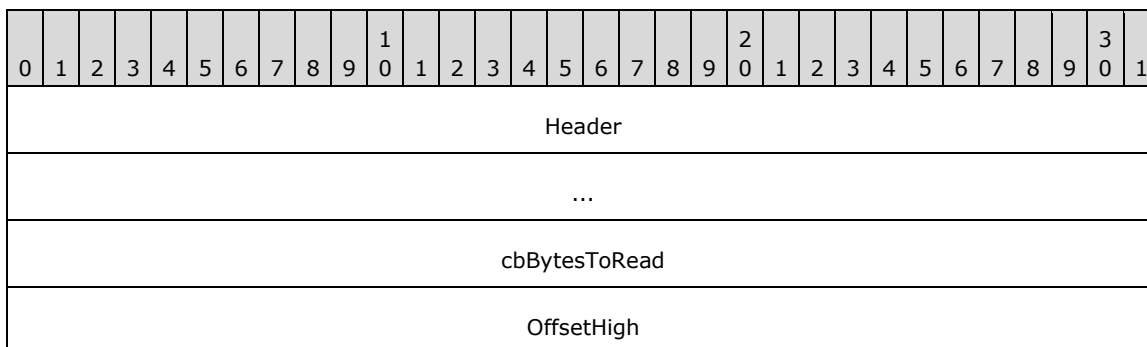 1 2 3
0 1 2 3 4 5 6 7 8 9 0 1 2 3 4 5 6 7 8 9 0 1 2 3 4 5 6 7 8 9 0 1
Header
...
cbBytesToRead
OffsetHigh